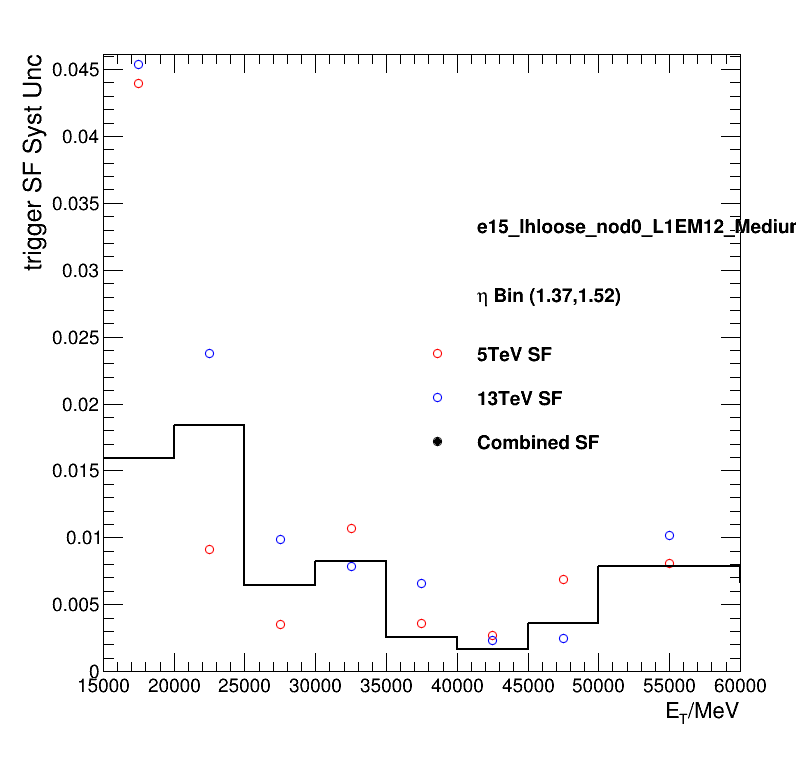 trigger SF Syst Unc
0.045
0.04
0.035
0.03
0.025
0.02
0.015
0.01
0.005
0
e15_lhloose_nod0_L1EM12_Medium
η Bin (1.37,1.52)
5TeV SF
13TeV SF
Combined SF
15000 20000 25000 30000 35000 40000 45000 50000 55000 60000
E_T/MeV